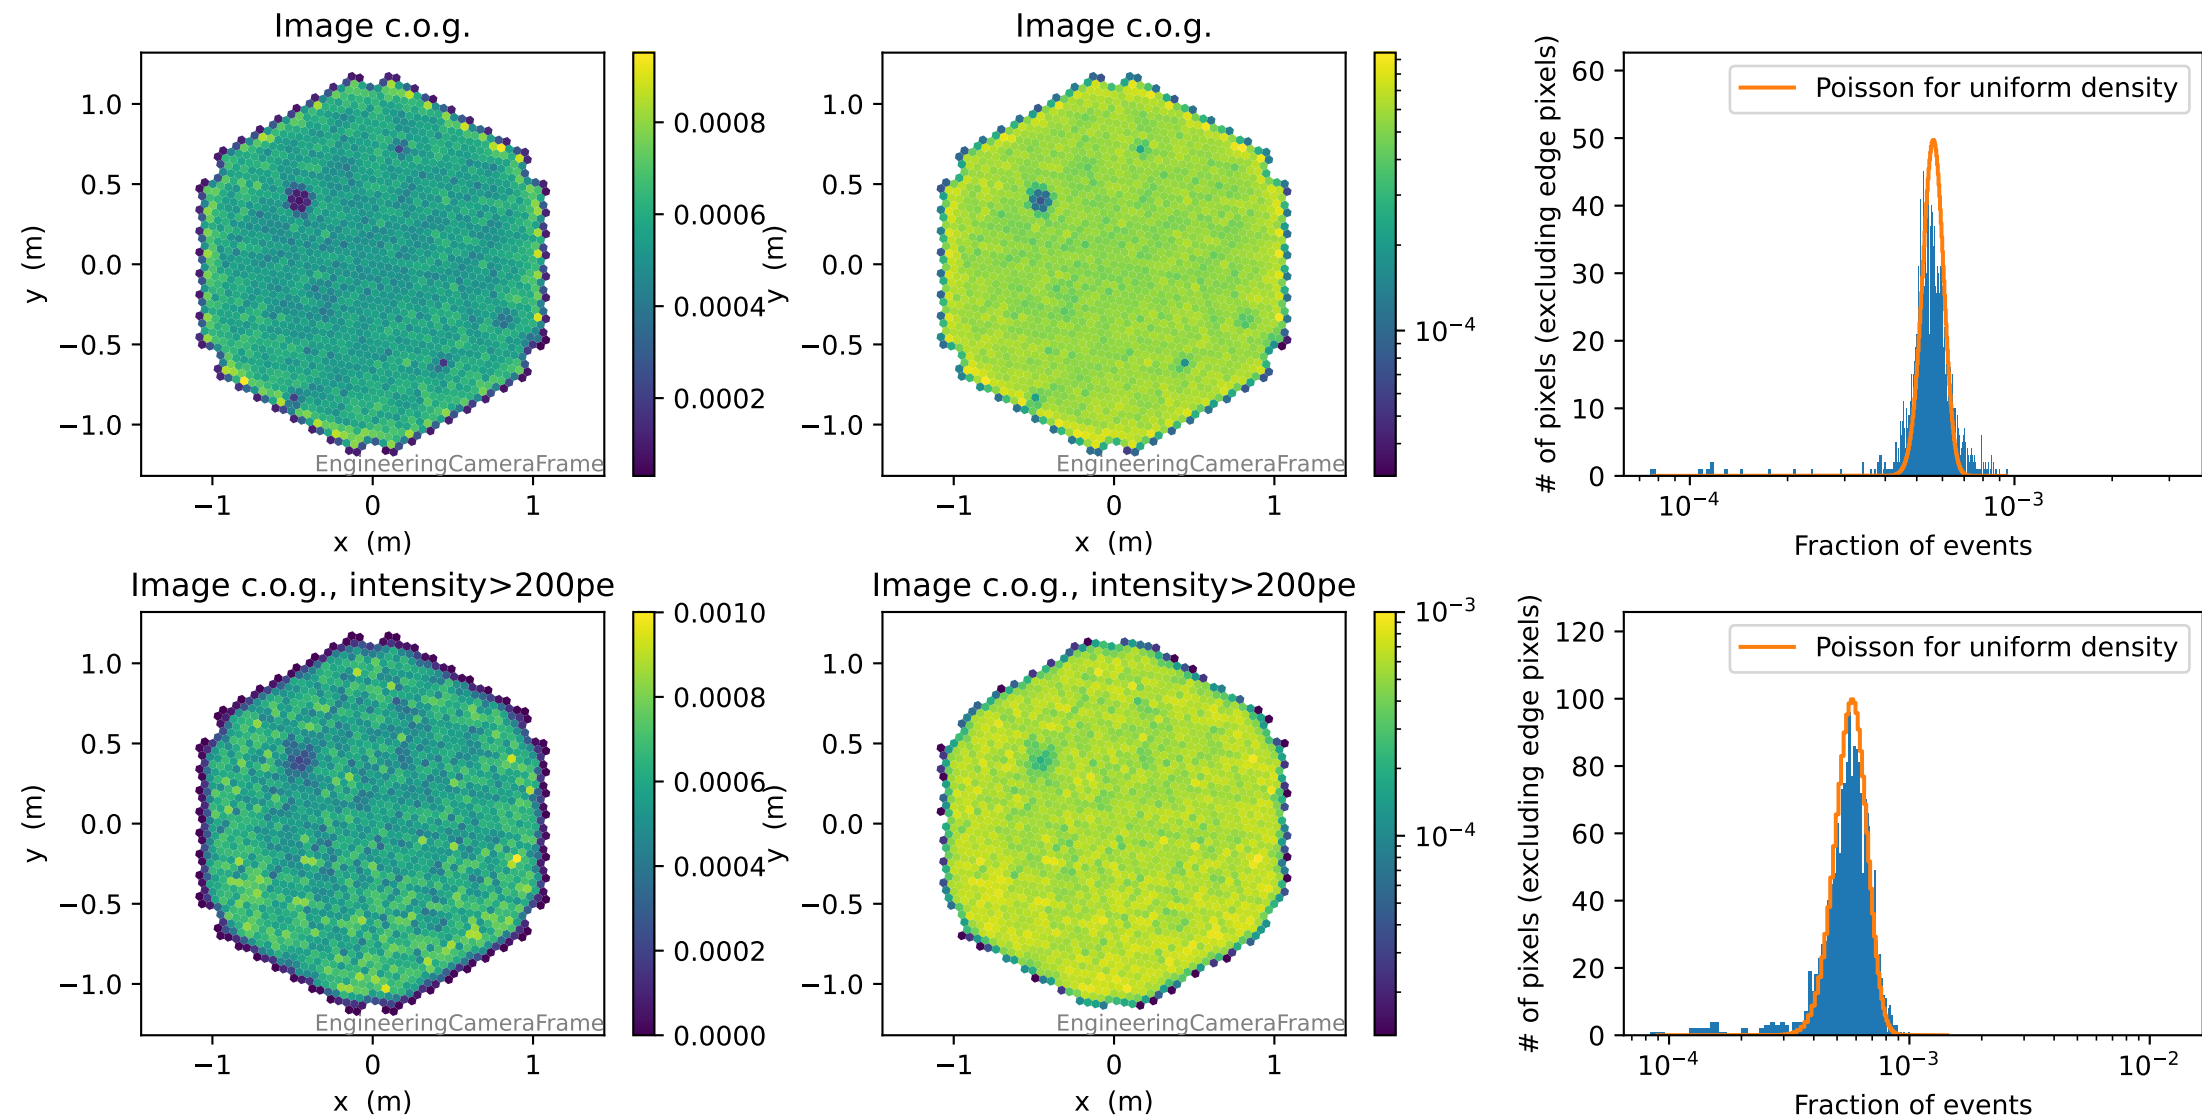 Image c.o.g.
1.0
0.5
0.0
−0.5
−1.0
y (m)
−1
0
1
x (m)
EngineeringCameraFrame
0.0008
0.0006
0.0004
0.0002
Image c.o.g.
1.0
0.5
0.0
−0.5
−1.0
y (m)
−1
0
1
x (m)
EngineeringCameraFrame
10⁻⁴
# of pixels (excluding edge pixels)
60
50
40
30
20
10
0
Poisson for uniform density
10⁻⁴
10⁻³
Fraction of events
Image c.o.g., intensity>200pe
1.0
0.5
0.0
−0.5
−1.0
y (m)
−1
0
1
x (m)
EngineeringCameraFrame
0.0010
0.0008
0.0006
0.0004
0.0002
0.0000
Image c.o.g., intensity>200pe
1.0
0.5
0.0
−0.5
−1.0
y (m)
−1
0
1
x (m)
EngineeringCameraFrame
10⁻³
10⁻⁴
# of pixels (excluding edge pixels)
120
100
80
60
40
20
0
Poisson for uniform density
10⁻⁴
10⁻³
10⁻²
Fraction of events